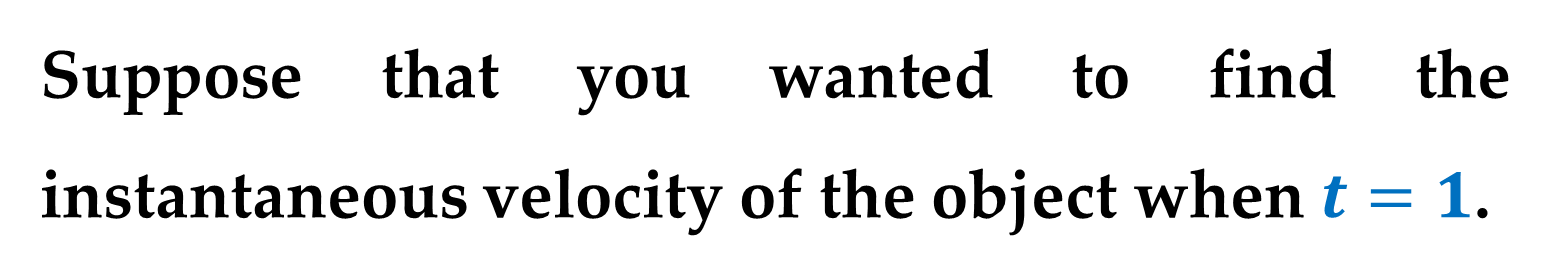 Suppose that you wanted to find the
instantaneous velocity of the object when t = 1.